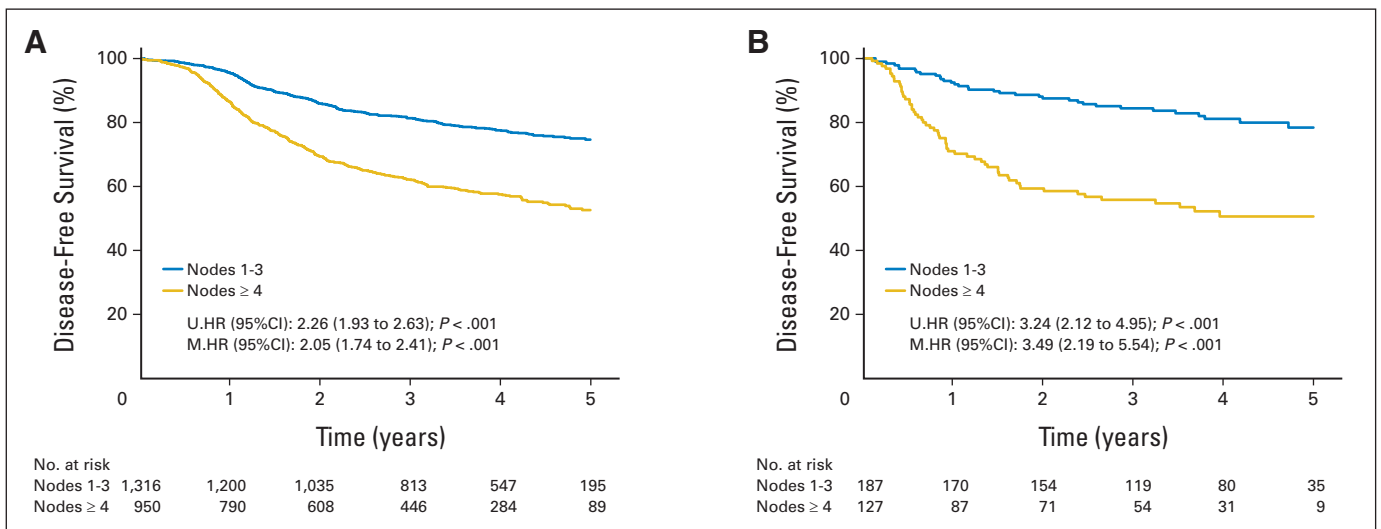 A
Disease-Free Survival (%)
100
80
60
40
20
0
1
2
3
4
5
Time (years)
Nodes 1-3
Nodes ≥ 4
U.HR (95%CI): 2.26 (1.93 to 2.63); P < .001
M.HR (95%CI): 2.05 (1.74 to 2.41); P < .001
No. at risk
Nodes 1-3 1,316 1,200 1,035 813 547 195
Nodes ≥ 4 950 790 608 446 284 89
B
Disease-Free Survival (%)
100
80
60
40
20
0
1
2
3
4
5
Time (years)
Nodes 1-3
Nodes ≥ 4
U.HR (95%CI): 3.24 (2.12 to 4.95); P < .001
M.HR (95%CI): 3.49 (2.19 to 5.54); P < .001
No. at risk
Nodes 1-3 187 170 154 119 80 35
Nodes ≥ 4 127 87 71 54 31 9